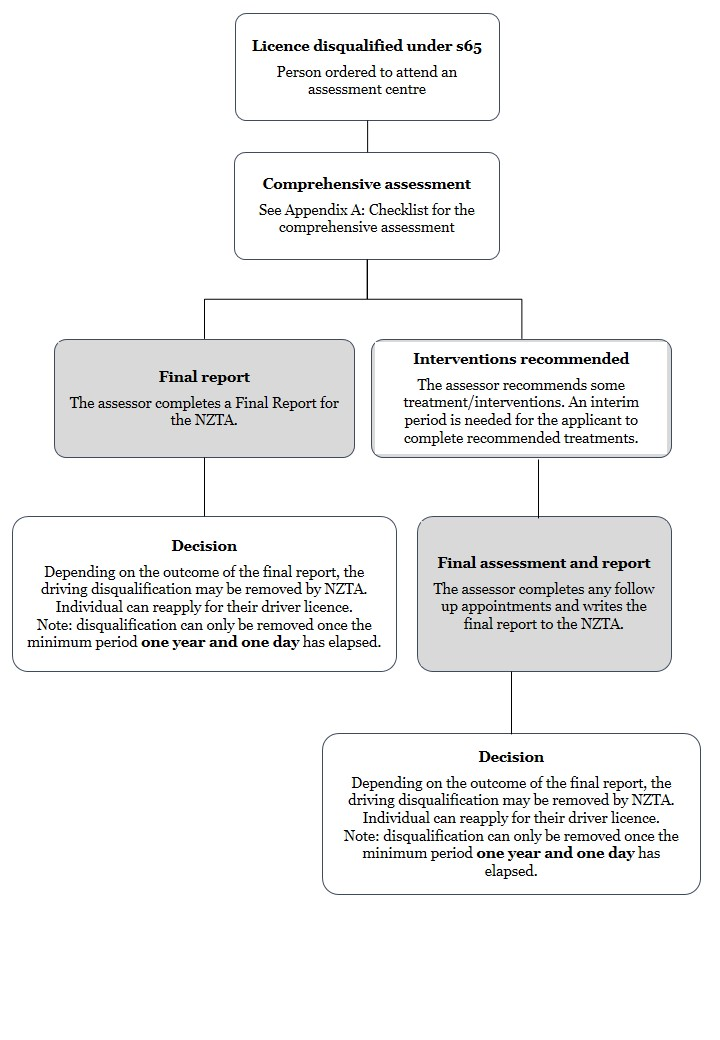 Licence disqualified under s65
Person ordered to attend an
assessment centre
Comprehensive assessment
See Appendix A: Checklist for the
comprehensive assessment
Final report
The assessor completes a Final Report for
the NZTA.
Interventions recommended
The assessor recommends some
treatment/interventions. An interim
period is needed for the applicant to
complete recommended treatments.
Decision
Depending on the outcome of the final report, the
driving disqualification may be removed by NZTA.
Individual can reapply for their driver licence.
Note: disqualification can only be removed once the
minimum period one year and one day has elapsed.
Final assessment and report
The assessor completes any follow
up appointments and writes the
final report to the NZTA.
Decision
Depending on the outcome of the final report, the
driving disqualification may be removed by NZTA.
Individual can reapply for their driver licence.
Note: disqualification can only be removed once the
minimum period one year and one day has
elapsed.